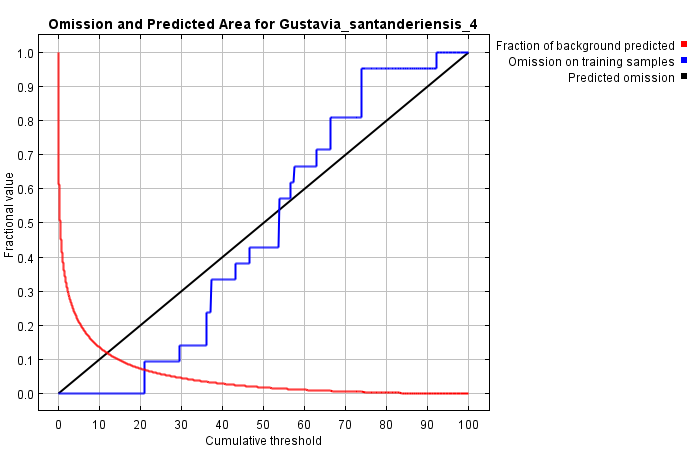 Omission and Predicted Area for Gustavia_santanderiensis_4
Fraction of background predicted
Omission on training samples
Predicted omission
Fractional value
1.0
0.9
0.8
0.7
0.6
0.5
0.4
0.3
0.2
0.1
0.0
0 10 20 30 40 50 60 70 80 90 100
Cumulative threshold